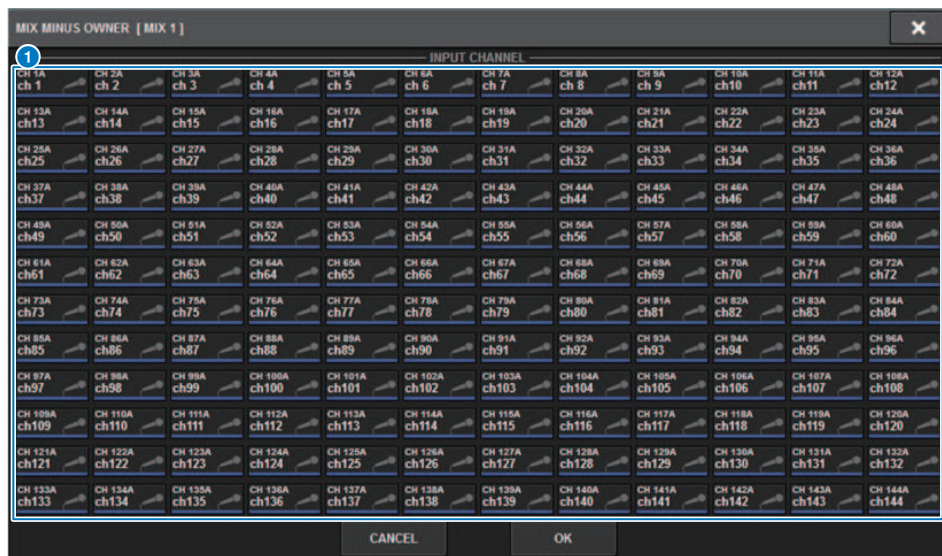 MIX MINUS OWNER [ MIX 1 ]
1
INPUT CHANNEL
CH 1A CH 2A CH 3A CH 4A CH 5A CH 6A CH 7A CH 8A CH 9A CH 10A CH 11A CH 12A
ch 1 ch 2 ch 3 ch 4 ch 5 ch 6 ch 7 ch 8 ch 9 ch10 ch11 ch12
CH 13A CH 14A CH 15A CH 16A CH 17A CH 18A CH 19A CH 20A CH 21A CH 22A CH 23A CH 24A
ch13 ch14 ch15 ch16 ch17 ch18 ch19 ch20 ch21 ch22 ch23 ch24
CH 25A CH 26A CH 27A CH 28A CH 29A CH 30A CH 31A CH 32A CH 33A CH 34A CH 35A CH 36A
ch25 ch26 ch27 ch28 ch29 ch30 ch31 ch32 ch33 ch34 ch35 ch36
CH 37A CH 38A CH 39A CH 40A CH 41A CH 42A CH 43A CH 44A CH 45A CH 46A CH 47A CH 48A
ch37 ch38 ch39 ch40 ch41 ch42 ch43 ch44 ch45 ch46 ch47 ch48
CH 49A CH 50A CH 51A CH 52A CH 53A CH 54A CH 55A CH 56A CH 57A CH 58A CH 59A CH 60A
ch49 ch50 ch51 ch52 ch53 ch54 ch55 ch56 ch57 ch58 ch59 ch60
CH 61A CH 62A CH 63A CH 64A CH 65A CH 66A CH 67A CH 68A CH 69A CH 70A CH 71A CH 72A
ch61 ch62 ch63 ch64 ch65 ch66 ch67 ch68 ch69 ch70 ch71 ch72
CH 73A CH 74A CH 75A CH 76A CH 77A CH 78A CH 79A CH 80A CH 81A CH 82A CH 83A CH 84A
ch73 ch74 ch75 ch76 ch77 ch78 ch79 ch80 ch81 ch82 ch83 ch84
CH 85A CH 86A CH 87A CH 88A CH 89A CH 90A CH 91A CH 92A CH 93A CH 94A CH 95A CH 96A
ch85 ch86 ch87 ch88 ch89 ch90 ch91 ch92 ch93 ch94 ch95 ch96
CH 97A CH 98A CH 99A CH 100A CH 101A CH 102A CH 103A CH 104A CH 105A CH 106A CH 107A CH 108A
ch97 ch98 ch99 ch100 ch101 ch102 ch103 ch104 ch105 ch106 ch107 ch108
CH 109A CH 110A CH 111A CH 112A CH 113A CH 114A CH 115A CH 116A CH 117A CH 118A CH 119A CH 120A
ch109 ch110 ch111 ch112 ch113 ch114 ch115 ch116 ch117 ch118 ch119 ch120
CH 121A CH 122A CH 123A CH 124A CH 125A CH 126A CH 127A CH 128A CH 129A CH 130A CH 131A CH 132A
ch121 ch122 ch123 ch124 ch125 ch126 ch127 ch128 ch129 ch130 ch131 ch132
CH 133A CH 134A CH 135A CH 136A CH 137A CH 138A CH 139A CH 140A CH 141A CH 142A CH 143A CH 144A
ch133 ch134 ch135 ch136 ch137 ch138 ch139 ch140 ch141 ch142 ch143 ch144
CANCEL OK